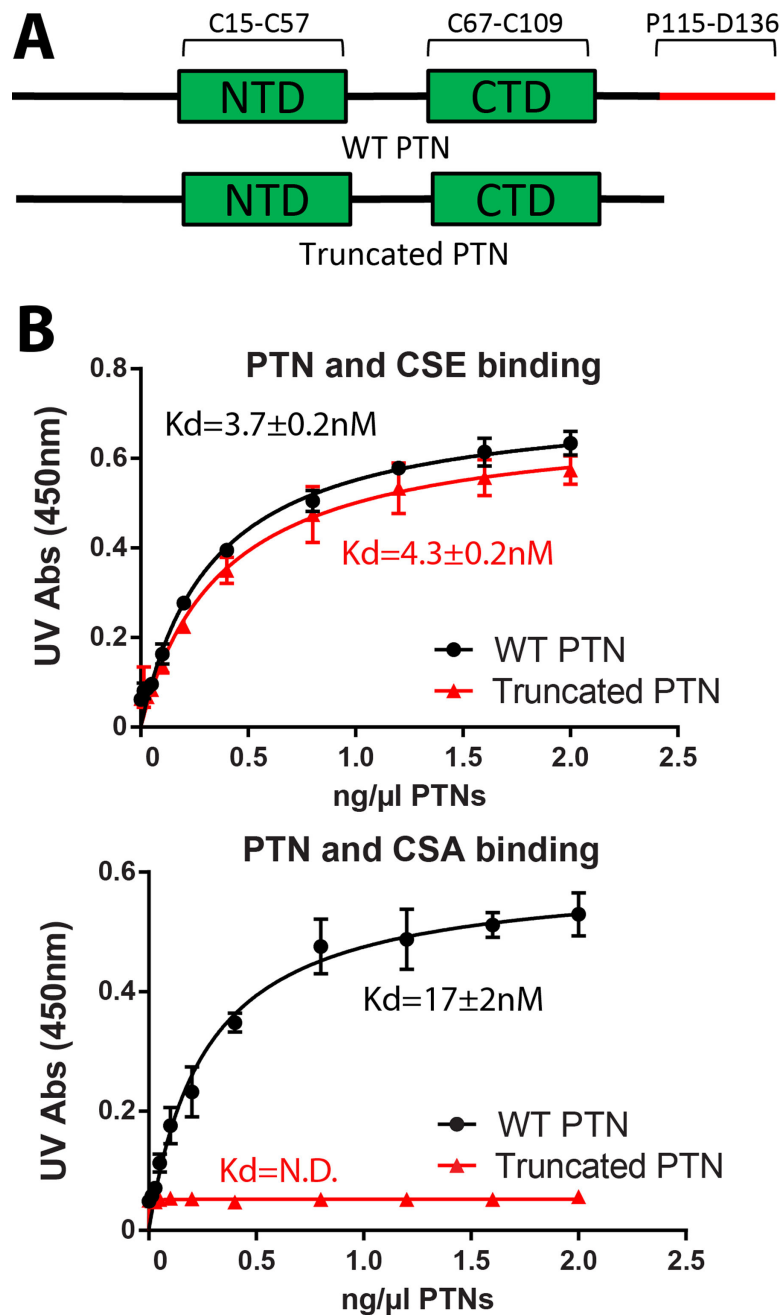 A
C15-C57 C67-C109 P115-D136
NTD CTD
WT PTN
NTD CTD
Truncated PTN
B
PTN and CSE binding
0.8
0.6
0.4
0.2
0
UV Abs (450nm)
Kd=3.7±0.2nM
Kd=4.3±0.2nM
WT PTN
Truncated PTN
0 0.5 1.0 1.5 2.0 2.5
ng/µl PTNs
PTN and CSA binding
0.6
0.4
0.2
0
UV Abs (450nm)
Kd=17±2nM
WT PTN
Truncated PTN
Kd=N.D.
0 0.5 1.0 1.5 2.0 2.5
ng/µl PTNs